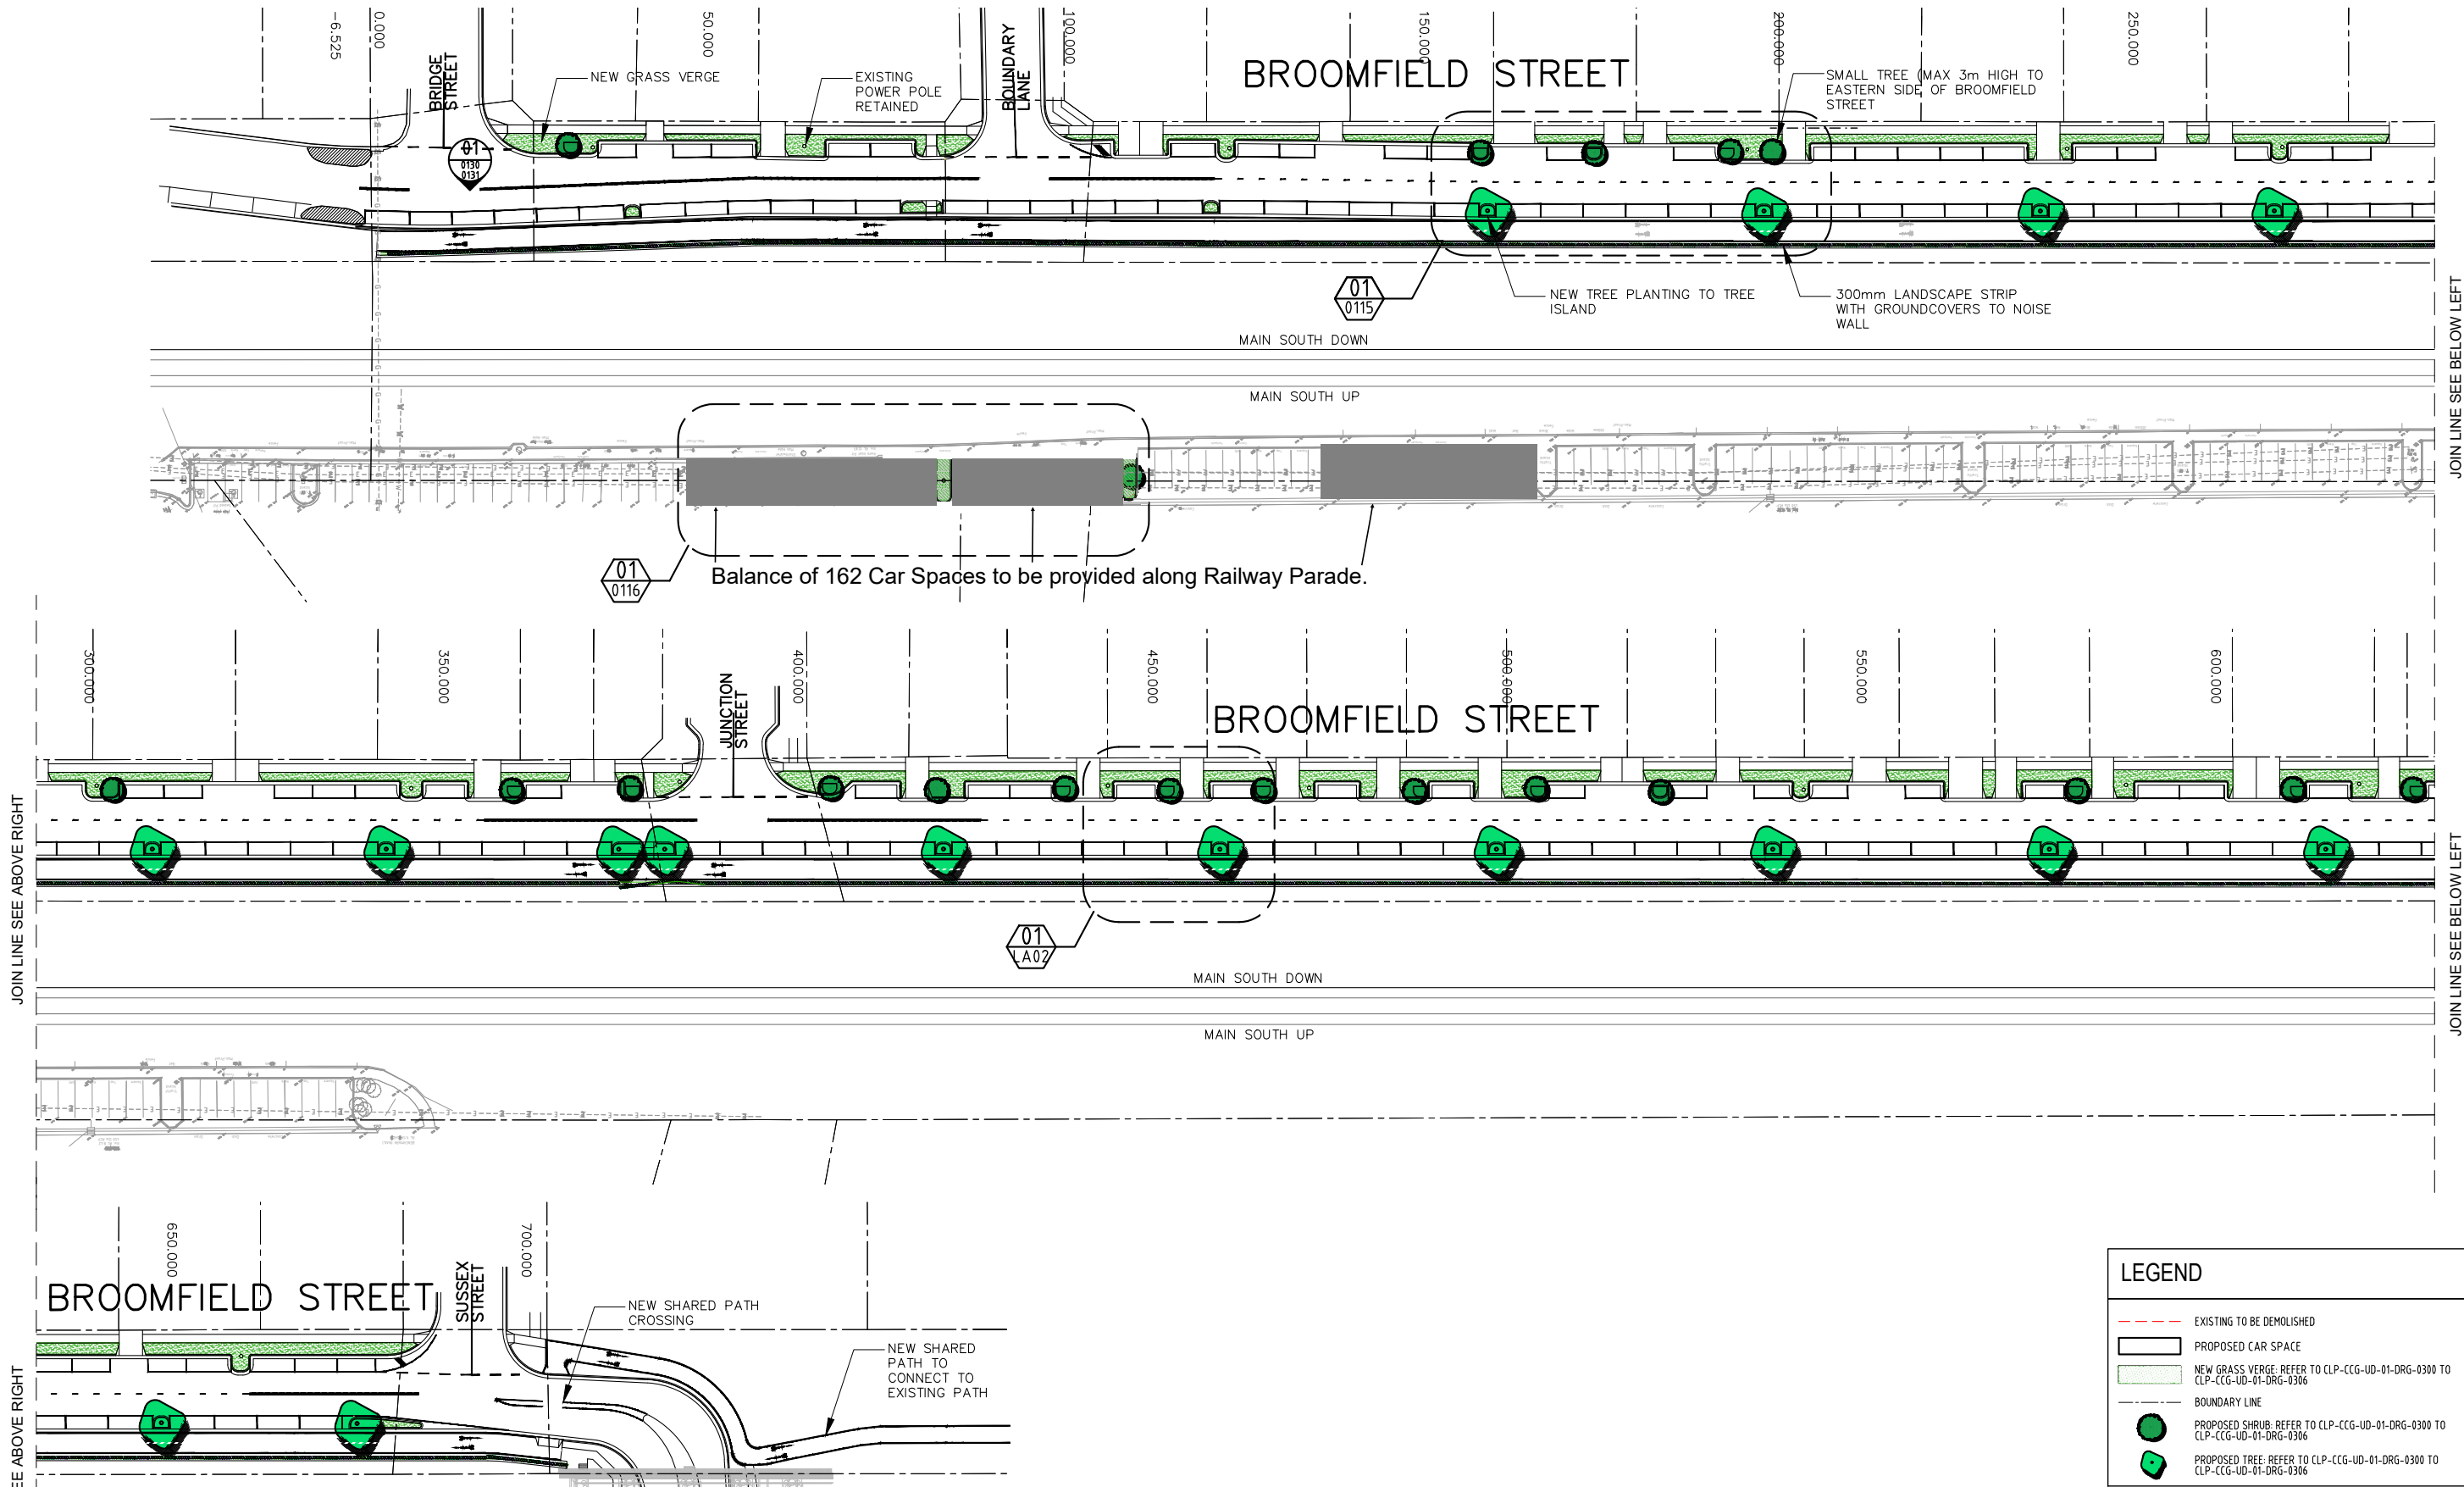 -6.525
0.000
50.000
100.000
150.000
200.000
250.000
BRIDGE
STREET
NEW GRASS VERGE
EXISTING
POWER POLE
RETAINED
BOUNDARY
LANE
BROOMFIELD STREET
SMALL TREE (MAX 3m HIGH TO
EASTERN SIDE OF BROOMFIELD
STREET
01
0130
0131
01
0115
NEW TREE PLANTING TO TREE
ISLAND
300mm LANDSCAPE STRIP
WITH GROUNDCOVERS TO NOISE
WALL
JOIN LINE SEE BELOW LEFT
MAIN SOUTH DOWN
MAIN SOUTH UP
01
0116
Balance of 162 Car Spaces to be provided along Railway Parade.
300.000
350.000
400.000
450.000
500.000
550.000
600.000
JUNCTION
STREET
BROOMFIELD STREET
JOIN LINE SEE ABOVE RIGHT
JOIN LINE SEE BELOW LEFT
01
LA02
MAIN SOUTH DOWN
MAIN SOUTH UP
650.000
700.000
BROOMFIELD STREET
SUSSEX
STREET
NEW SHARED PATH
CROSSING
NEW SHARED
PATH TO
CONNECT TO
EXISTING PATH
EE ABOVE RIGHT
LEGEND
EXISTING TO BE DEMOLISHED
PROPOSED CAR SPACE
NEW GRASS VERGE: REFER TO CLP-CCG-UD-01-DRG-0300 TO
CLP-CCG-UD-01-DRG-0306
BOUNDARY LINE
PROPOSED SHRUB: REFER TO CLP-CCG-UD-01-DRG-0300 TO
CLP-CCG-UD-01-DRG-0306
PROPOSED TREE: REFER TO CLP-CCG-UD-01-DRG-0300 TO
CLP-CCG-UD-01-DRG-0306